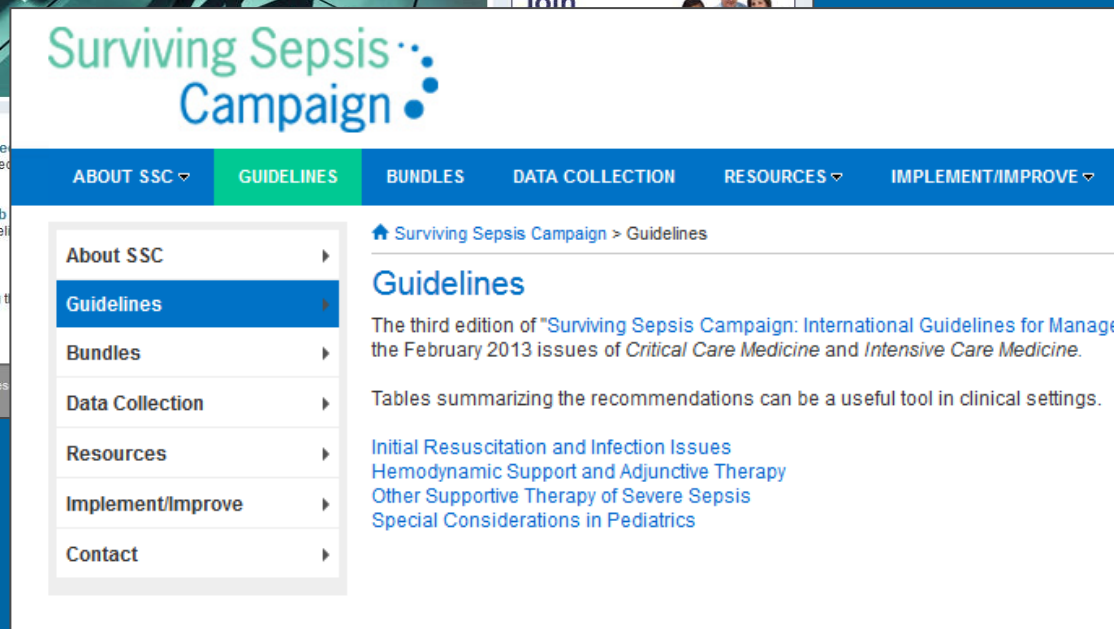 Join
Surviving Sepsis
Campaign
ABOUT SSC
GUIDELINES
BUNDLES
DATA COLLECTION
RESOURCES
IMPLEMENT/IMPROVE
About SSC
Guidelines
Bundles
Data Collection
Resources
Implement/Improve
Contact
Surviving Sepsis Campaign > Guidelines
Guidelines
The third edition of "Surviving Sepsis Campaign: International Guidelines for Manage
the February 2013 issues of Critical Care Medicine and Intensive Care Medicine.
Tables summarizing the recommendations can be a useful tool in clinical settings.
Initial Resuscitation and Infection Issues
Hemodynamic Support and Adjunctive Therapy
Other Supportive Therapy of Severe Sepsis
Special Considerations in Pediatrics